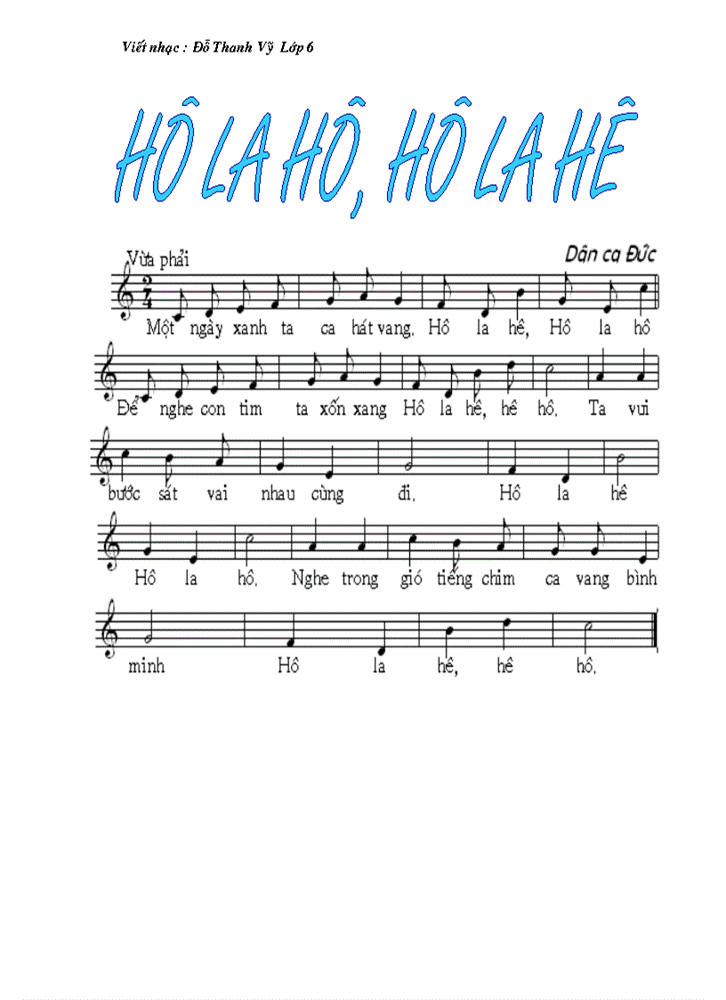 Viết nhạc : Đỗ Thanh Vỹ Lớp 6
HÔ LA HÔ, HÔ LA HÊ
Vừa phải
Dân ca Đức
2
4
Một ngày xanh ta ca hát vang. Hô la hê, Hô la hô
Để nghe con tim ta xốn xang Hô la hê, hê hô. Ta vui
bước sát vai nhau cùng đi. Hô la hê
Hô la hô. Nghe trong gió tiếng chim ca vang bình
minh Hô la hê, hê hô.